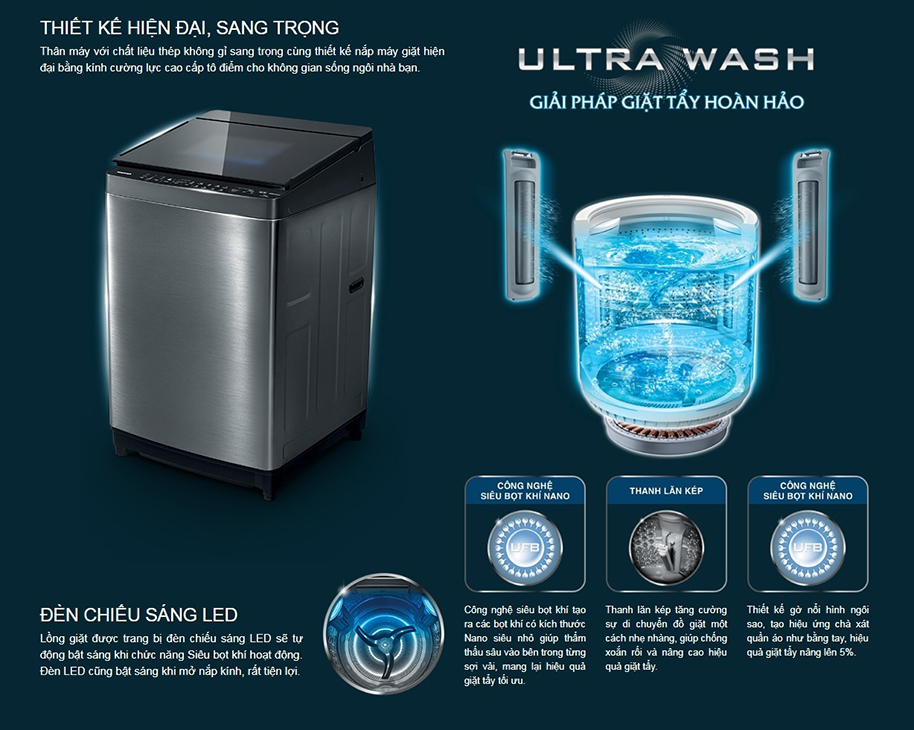 THIẾT KẾ HIỆN ĐẠI, SANG TRỌNG
Thân máy với chất liệu thép không gỉ sang trọng cùng thiết kế nắp máy giặt hiện
đại bằng kính cường lực cao cấp tô điểm cho không gian sống ngôi nhà bạn.
ULTRA WASH
GIẢI PHÁP GIẶT TẨY HOÀN HẢO
CÔNG NGHỆ
SIÊU BỌT KHÍ NANO
UFB
Công nghệ siêu bọt khí tạo
ra các bọt khí có kích thước
Nano siêu nhỏ giúp thẩm
thấu sâu vào bên trong từng
sợi vải, mang lại hiệu quả
giặt tẩy tối ưu.
THANH LĂN KÉP
Thanh lăn kép tăng cường
sự di chuyển đồ giặt một
cách nhẹ nhàng, giúp chống
xoắn rối và nâng cao hiệu
quả giặt tẩy.
CÔNG NGHỆ
SIÊU BỌT KHÍ NANO
UFB
Thiết kế gờ nổi hình ngôi
sao, tạo hiệu ứng chà xát
quần áo như bằng tay, hiệu
quả giặt tẩy nâng lên 5%.
ĐÈN CHIẾU SÁNG LED
Lồng giặt được trang bị đèn chiếu sáng LED sẽ tự
động bật sáng khi chức năng Siêu bọt khí hoạt động.
Đèn LED cũng bật sáng khi mở nắp kính, rất tiện lợi.